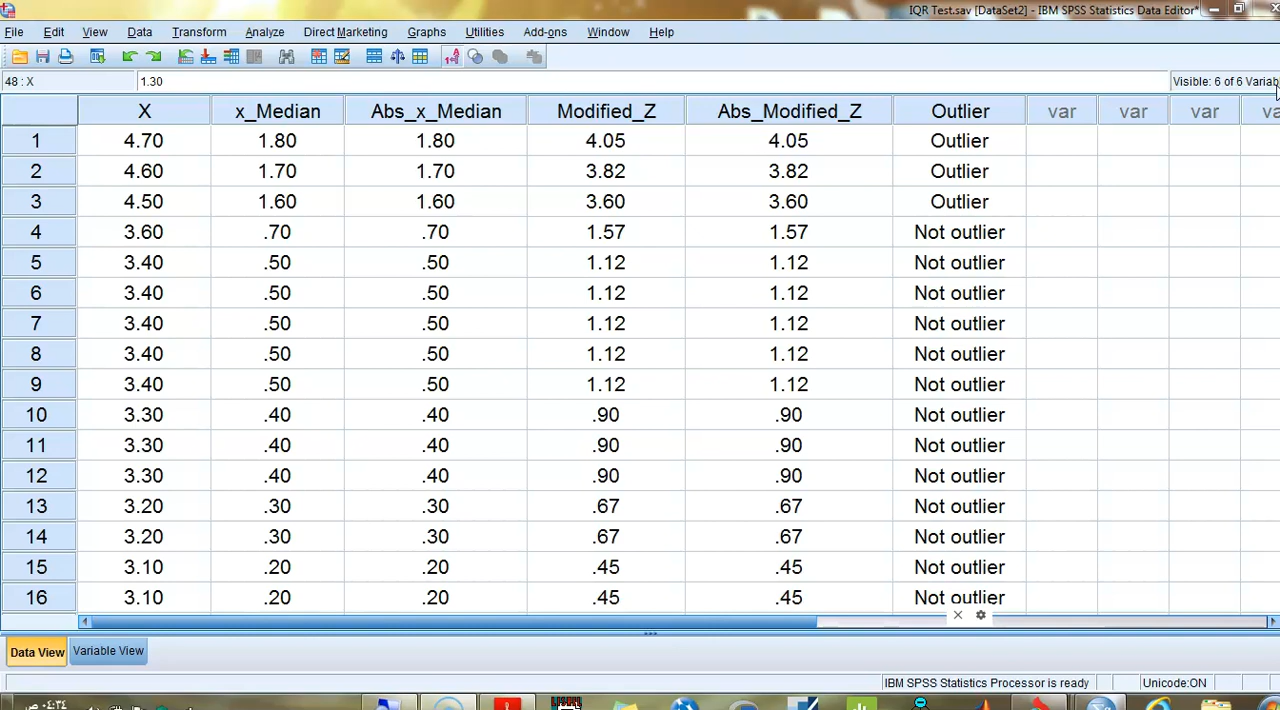 IQR Test.sav [DataSet2] - IBM SPSS Statistics Data Editor*
File Edit View Data Transform Analyze Direct Marketing Graphs Utilities Add-ons Window Help
48 : X 1.30 Visible: 6 of 6 Variab
X x_Median Abs_x_Median Modified_Z Abs_Modified_Z Outlier var var var va
1 4.70 1.80 1.80 4.05 4.05 Outlier
2 4.60 1.70 1.70 3.82 3.82 Outlier
3 4.50 1.60 1.60 3.60 3.60 Outlier
4 3.60 .70 .70 1.57 1.57 Not outlier
5 3.40 .50 .50 1.12 1.12 Not outlier
6 3.40 .50 .50 1.12 1.12 Not outlier
7 3.40 .50 .50 1.12 1.12 Not outlier
8 3.40 .50 .50 1.12 1.12 Not outlier
9 3.40 .50 .50 1.12 1.12 Not outlier
10 3.30 .40 .40 .90 .90 Not outlier
11 3.30 .40 .40 .90 .90 Not outlier
12 3.30 .40 .40 .90 .90 Not outlier
13 3.20 .30 .30 .67 .67 Not outlier
14 3.20 .30 .30 .67 .67 Not outlier
15 3.10 .20 .20 .45 .45 Not outlier
16 3.10 .20 .20 .45 .45 Not outlier
Data View Variable View
IBM SPSS Statistics Processor is ready Unicode:ON